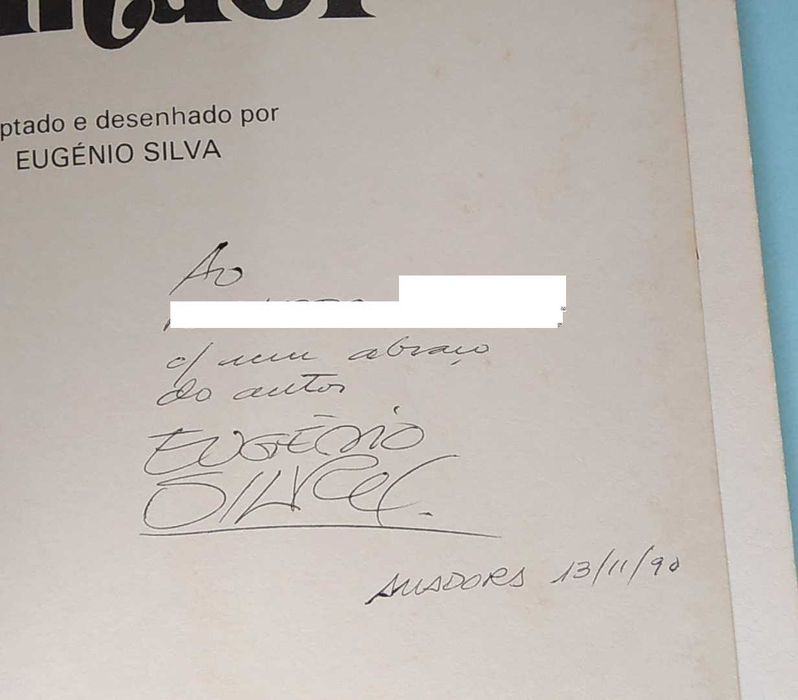 ptado e desenhado por
EUGÉNIO SILVA
Ao
c/ um abraço
do autor
EUGÉNIO
SILVA.
AMADORA 13/11/90